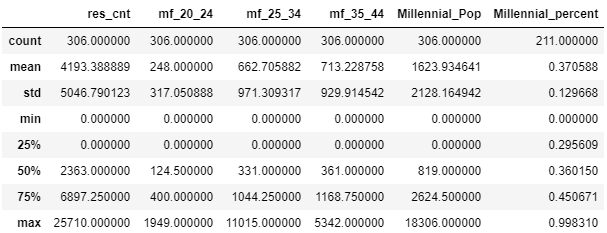 res_cnt mf_20_24 mf_25_34 mf_35_44 Millennial_Pop Millennial_percent
count 306.000000 306.000000 306.000000 306.000000 306.000000 211.000000
mean 4193.388889 248.000000 662.705882 713.228758 1623.934641 0.370588
std 5046.790123 317.050888 971.309317 929.914542 2128.164942 0.129668
min 0.000000 0.000000 0.000000 0.000000 0.000000 0.000000
25% 0.000000 0.000000 0.000000 0.000000 0.000000 0.295609
50% 2363.000000 124.500000 331.000000 361.000000 819.000000 0.360150
75% 6897.250000 400.000000 1044.250000 1168.750000 2624.500000 0.450671
max 25710.000000 1949.000000 11015.000000 5342.000000 18306.000000 0.998310